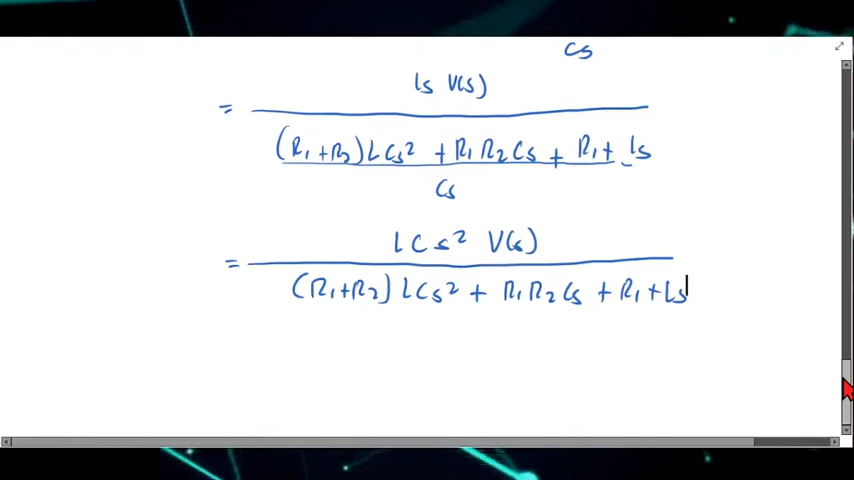 Cs
Ls V(s)
=
(R₁+R₂)LCs² + R₁R₂Cs + R₁ + Ls
Cs
LCs² V(s)
=
(R₁+R₂)LCs² + R₁R₂Cs + R₁+Ls